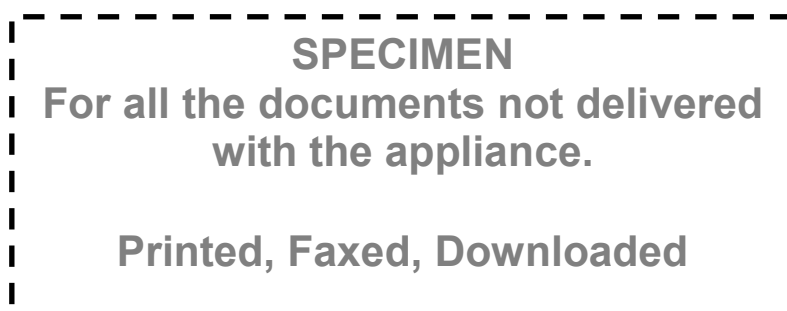 SPECIMEN
For all the documents not delivered
with the appliance.
Printed, Faxed, Downloaded